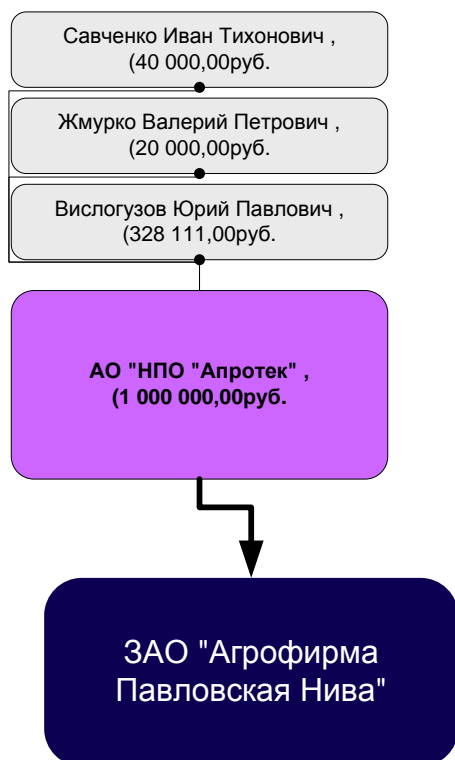 Савченко Иван Тихонович ,
(40 000,00руб.
Жмурко Валерий Петрович ,
(20 000,00руб.
Вислогузов Юрий Павлович ,
(328 111,00руб.
АО "НПО "Апротек" ,
(1 000 000,00руб.
ЗАО "Агрофирма
Павловская Нива"